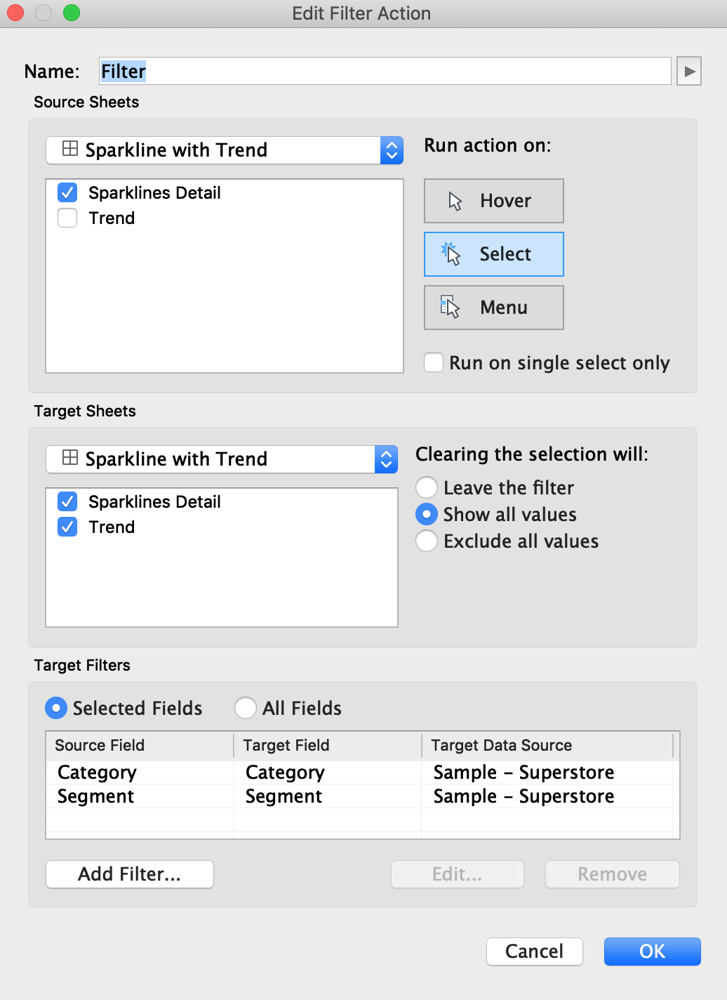 Edit Filter Action
Name: Filter
Source Sheets
Sparkline with Trend
Sparklines Detail
Trend
Run action on:
Hover
Select
Menu
Run on single select only
Target Sheets
Sparkline with Trend
Sparklines Detail
Trend
Clearing the selection will:
Leave the filter
Show all values
Exclude all values
Target Filters
Selected Fields All Fields
Source Field Target Field Target Data Source
Category Category Sample – Superstore
Segment Segment Sample – Superstore
Add Filter... Edit... Remove
Cancel OK